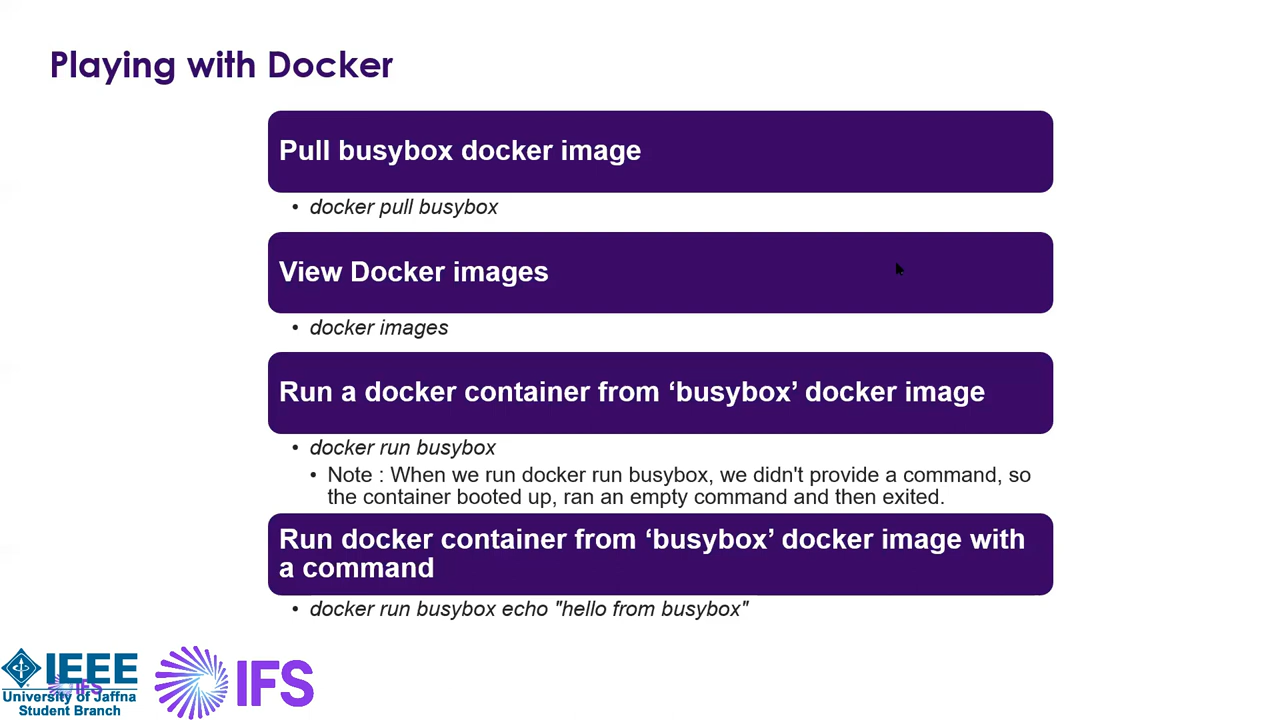 Playing with Docker
Pull busybox docker image
• docker pull busybox
View Docker images
• docker images
Run a docker container from ‘busybox’ docker image
• docker run busybox
• Note : When we run docker run busybox, we didn't provide a command, so
the container booted up, ran an empty command and then exited.
Run docker container from ‘busybox’ docker image with
a command
• docker run busybox echo "hello from busybox"
IEEE
IFS
University of Jaffna
Student Branch
IFS